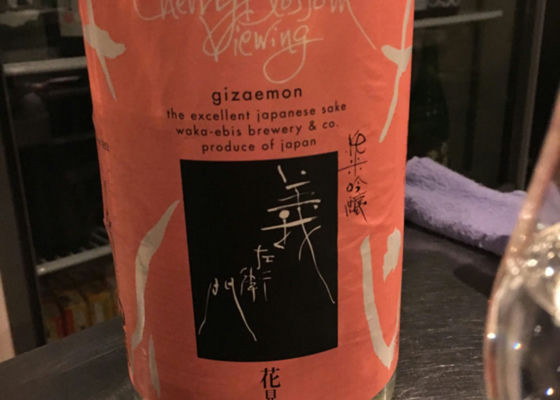 Cherry Blossom
Viewing
gizaemon
the excellent japanese sake
waka-ebis brewery & co.
produce of japan
純米吟醸
義
左
衛
門
花見